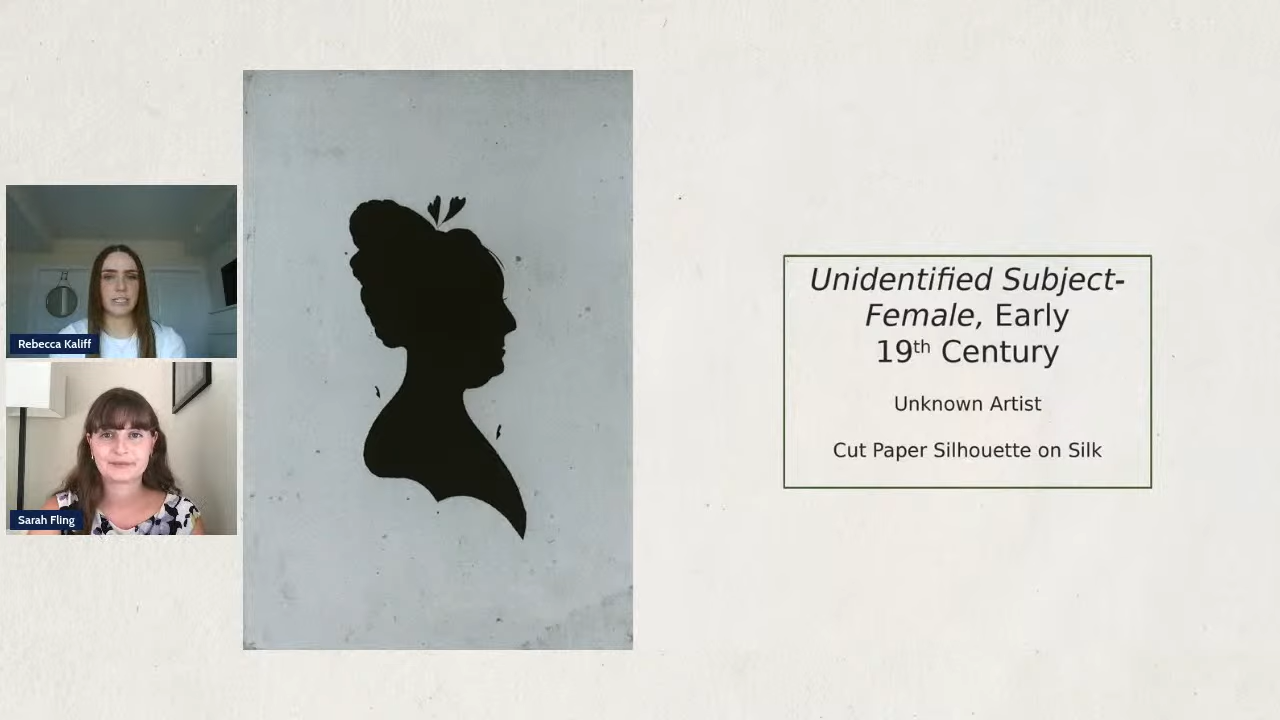 Rebecca Kaliff
Sarah Fling
Unidentified Subject-
Female, Early
19th Century
Unknown Artist
Cut Paper Silhouette on Silk